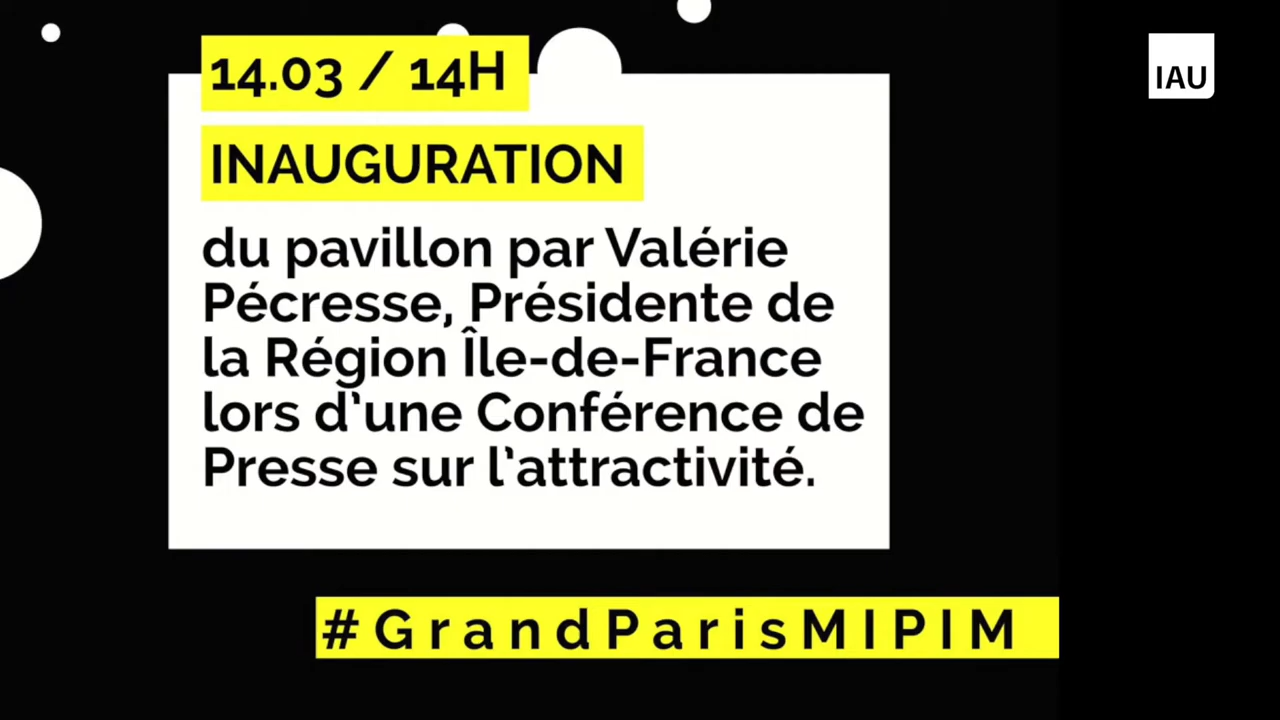 14.03 / 14H
IAU
INAUGURATION
du pavillon par Valérie
Pécresse, Présidente de
la Région Île-de-France
lors d'une Conférence de
Presse sur l'attractivité.
#GrandParisMIPIM